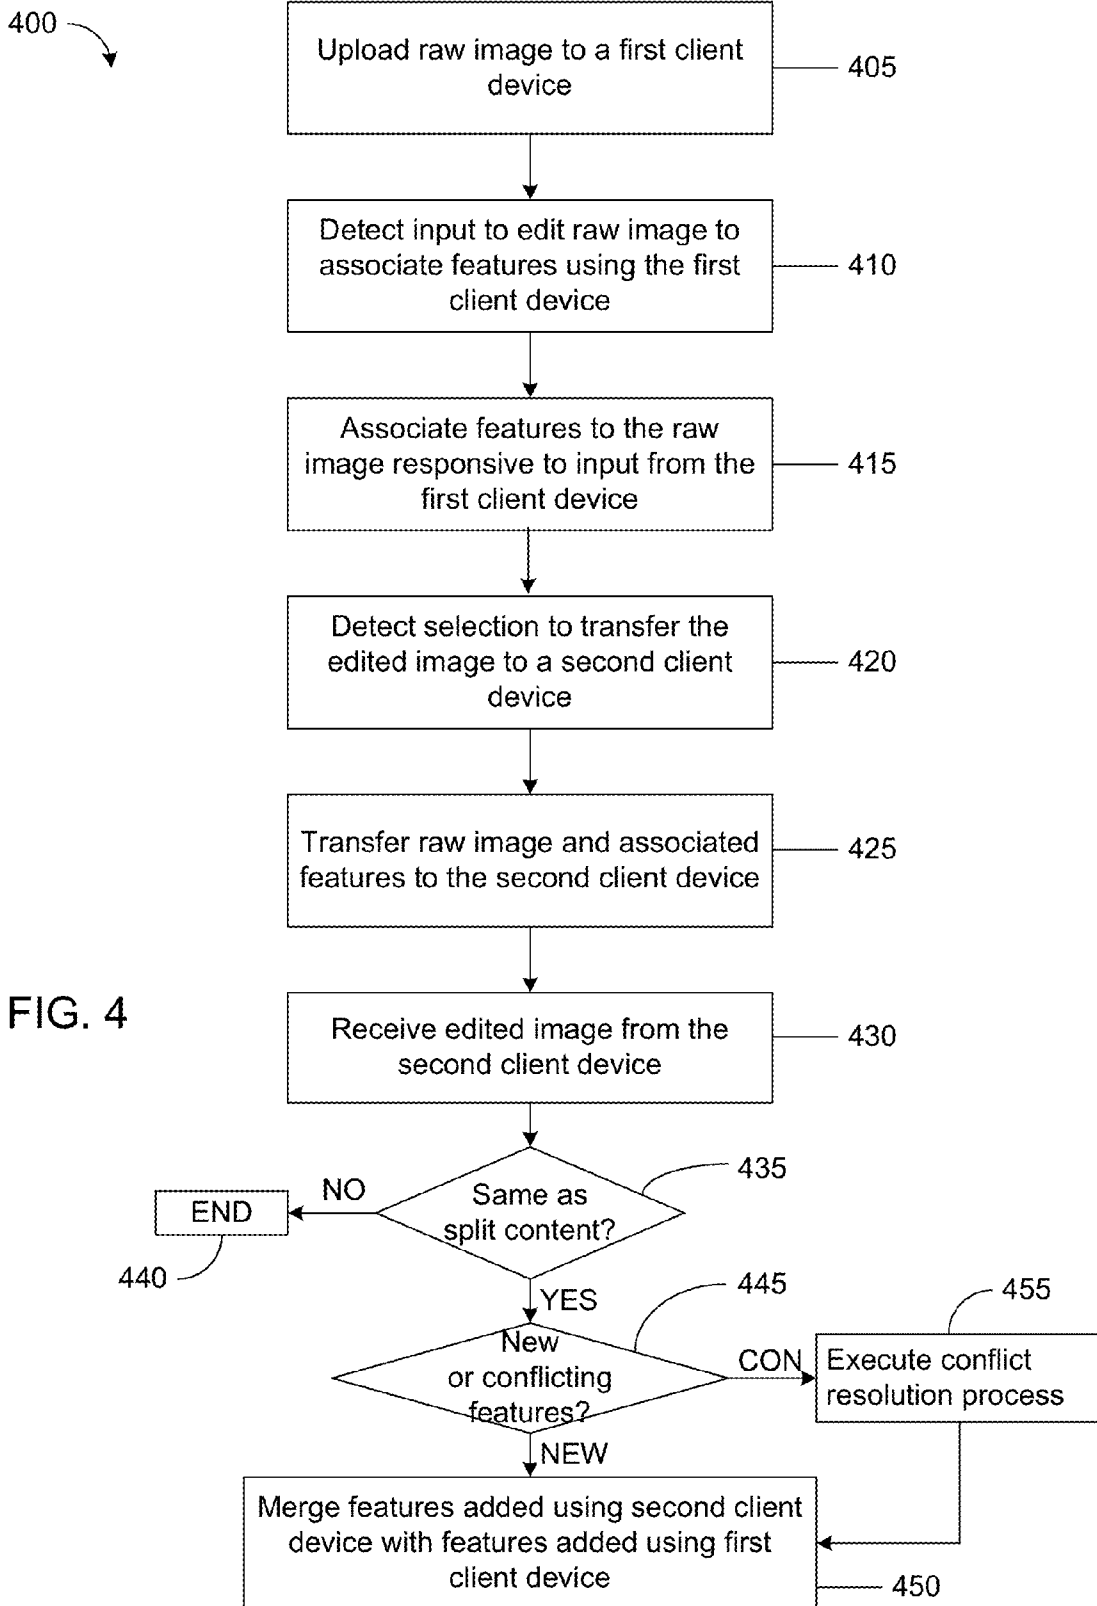 400
Upload raw image to a first client
device
405
Detect input to edit raw image to
associate features using the first
client device
410
Associate features to the raw
image responsive to input from the
first client device
415
Detect selection to transfer the
edited image to a second client
device
420
Transfer raw image and associated
features to the second client device
425
FIG. 4
Receive edited image from the
second client device
430
Same as
split content?
435
NO
END
440
YES
New
or conflicting
features?
445
CON
Execute conflict
resolution process
455
NEW
Merge features added using second client
device with features added using first
client device
450